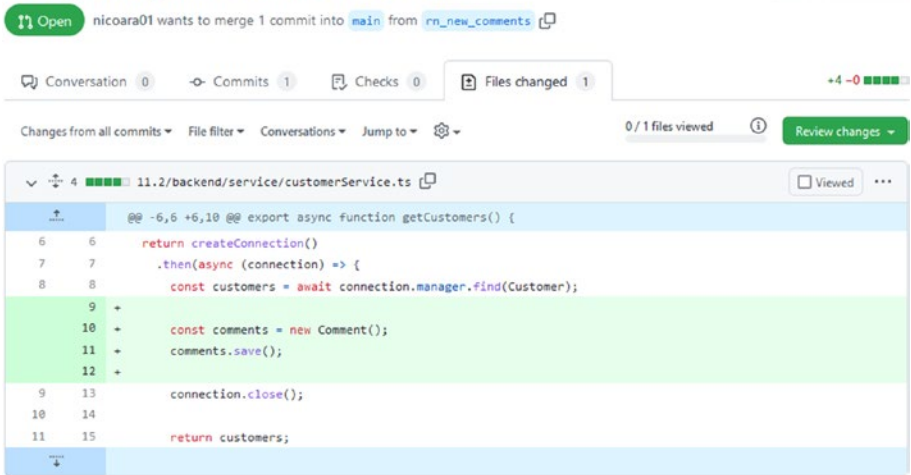 Open nicoara01 wants to merge 1 commit into main from rn_new_comments
Conversation 0 Commits 1 Checks 0 Files changed 1 +4 −0
Changes from all commits File filter Conversations Jump to 0 / 1 files viewed Review changes
4 11.2/backend/service/customerService.ts Viewed ...
@@ -6,6 +6,10 @@ export async function getCustomers() {
6 6 return createConnection()
7 7 .then(async (connection) => {
8 8 const customers = await connection.manager.find(Customer);
9 +
10 + const comments = new Comment();
11 + comments.save();
12 +
9 13 connection.close();
10 14
11 15 return customers;